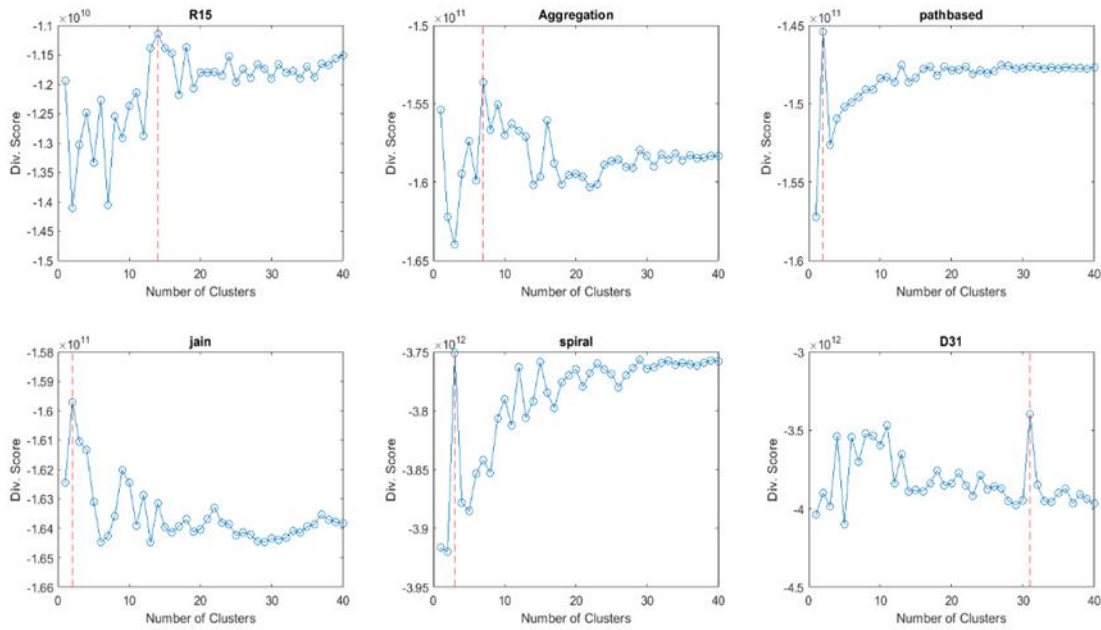 R15
×10^10
-1.1
-1.15
-1.2
-1.25
-1.3
-1.35
-1.4
-1.45
-1.5
Div. Score
0 10 20 30 40
Number of Clusters
Aggregation
×10^11
-1.5
-1.55
-1.6
-1.65
Div. Score
0 10 20 30 40
Number of Clusters
pathbased
×10^11
-1.45
-1.5
-1.55
-1.6
Div. Score
0 10 20 30 40
Number of Clusters
jain
×10^11
-1.58
-1.59
-1.6
-1.61
-1.62
-1.63
-1.64
-1.65
-1.66
Div. Score
0 10 20 30 40
Number of Clusters
spiral
×10^12
-3.75
-3.8
-3.85
-3.9
-3.95
Div. Score
0 10 20 30 40
Number of Clusters
D31
×10^12
-3
-3.5
-4
-4.5
Div. Score
0 10 20 30 40
Number of Clusters